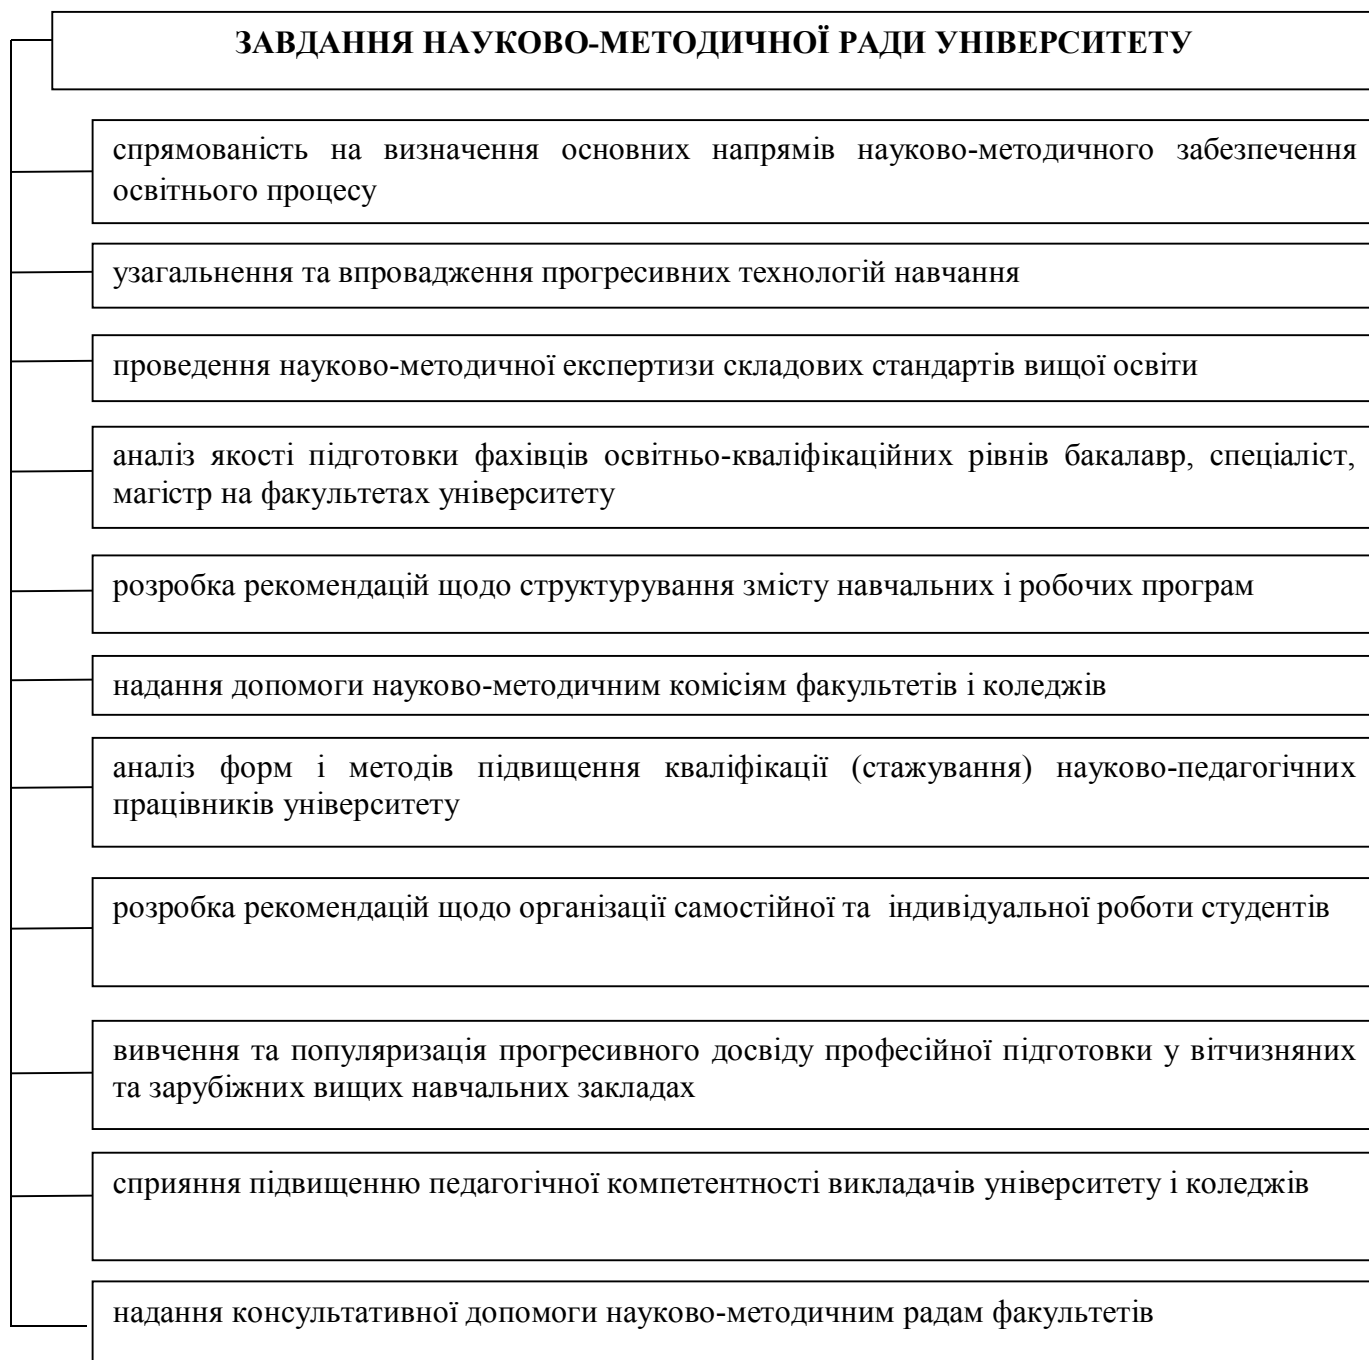 ЗАВДАННЯ НАУКОВО-МЕТОДИЧНОЇ РАДИ УНІВЕРСИТЕТУ
спрямованість на визначення основних напрямів науково-методичного забезпечення
освітнього процесу
узагальнення та впровадження прогресивних технологій навчання
проведення науково-методичної експертизи складових стандартів вищої освіти
аналіз якості підготовки фахівців освітньо-кваліфікаційних рівнів бакалавр, спеціаліст,
магістр на факультетах університету
розробка рекомендацій щодо структурування змісту навчальних і робочих програм
надання допомоги науково-методичним комісіям факультетів і коледжів
аналіз форм і методів підвищення кваліфікації (стажування) науково-педагогічних
працівників університету
розробка рекомендацій щодо організації самостійної та індивідуальної роботи студентів
вивчення та популяризація прогресивного досвіду професійної підготовки у вітчизняних
та зарубіжних вищих навчальних закладах
сприяння підвищенню педагогічної компетентності викладачів університету і коледжів
надання консультативної допомоги науково-методичним радам факультетів